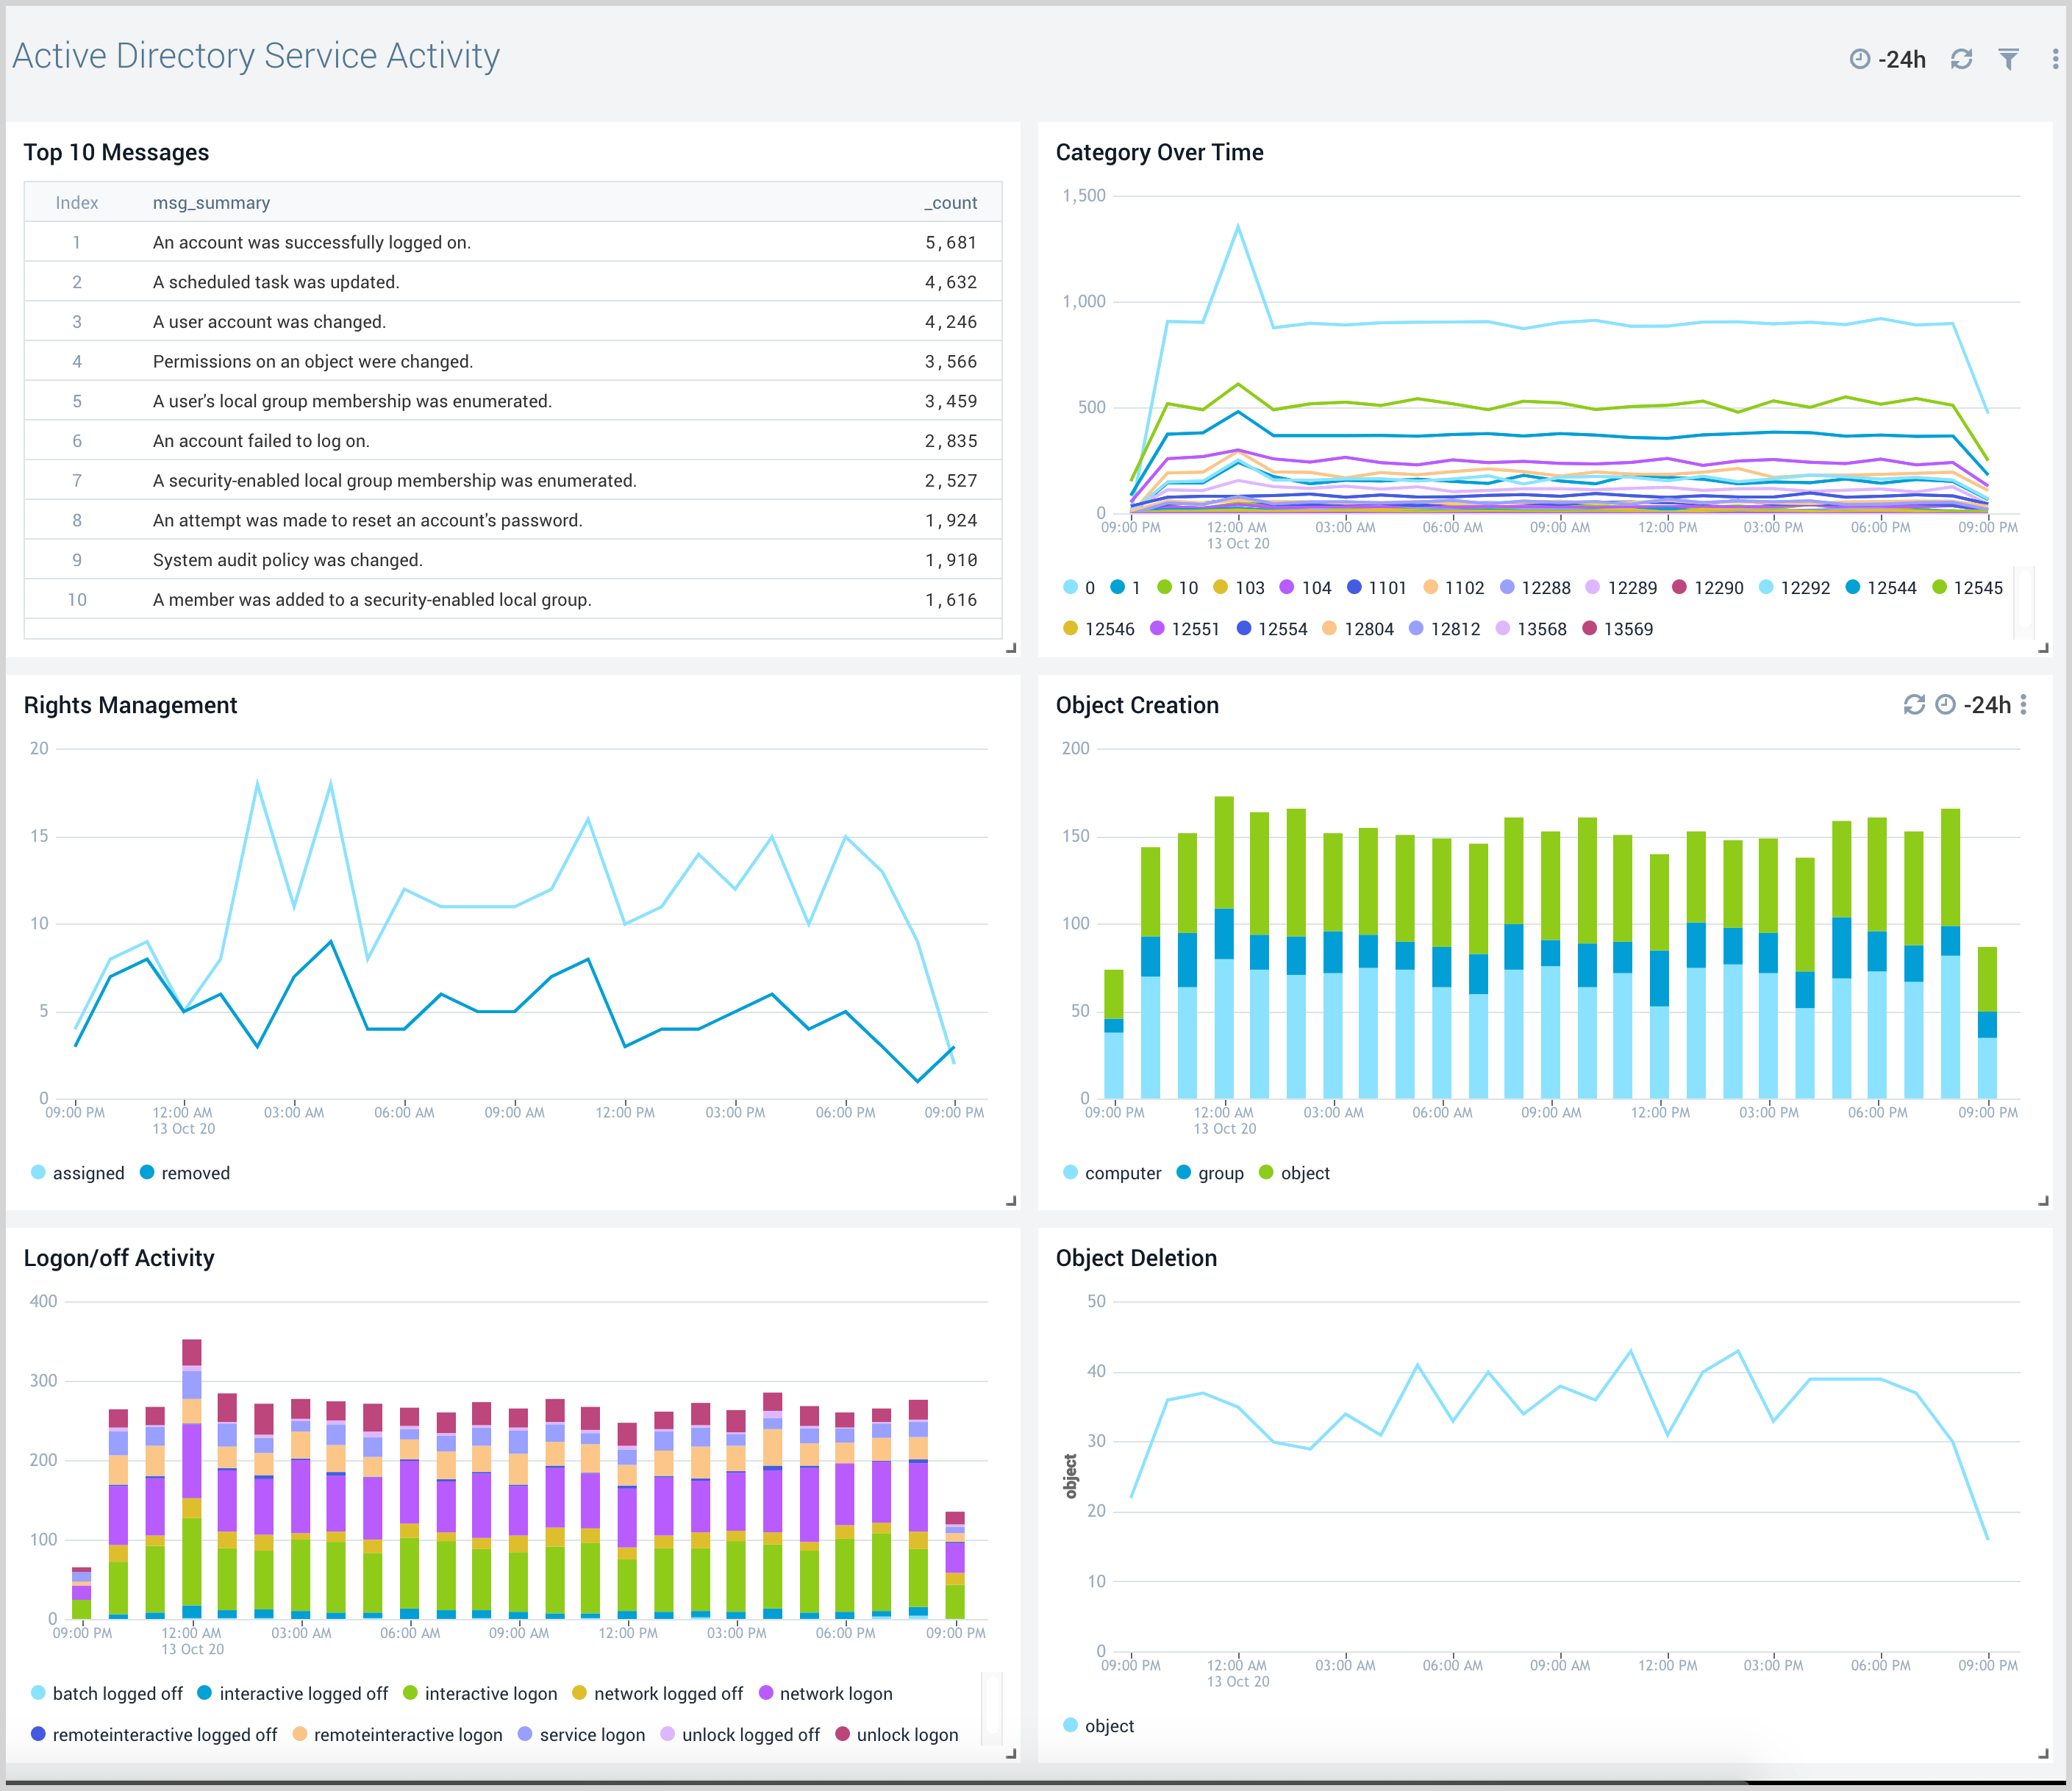 Active Directory Service Activity
-24h
Top 10 Messages
Index msg_summary _count
1 An account was successfully logged on. 5,681
2 A scheduled task was updated. 4,632
3 A user account was changed. 4,246
4 Permissions on an object were changed. 3,566
5 A user's local group membership was enumerated. 3,459
6 An account failed to log on. 2,835
7 A security-enabled local group membership was enumerated. 2,527
8 An attempt was made to reset an account's password. 1,924
9 System audit policy was changed. 1,910
10 A member was added to a security-enabled local group. 1,616
Category Over Time
1,500
1,000
500
0
09:00 PM 12:00 AM 03:00 AM 06:00 AM 09:00 AM 12:00 PM 03:00 PM 06:00 PM 09:00 PM
13 Oct 20
0 1 10 103 104 1101 1102 12288 12289 12290 12292 12544 12545
12546 12551 12554 12804 12812 13568 13569
Rights Management
20
15
10
5
0
09:00 PM 12:00 AM 03:00 AM 06:00 AM 09:00 AM 12:00 PM 03:00 PM 06:00 PM 09:00 PM
13 Oct 20
assigned removed
Object Creation
-24h
200
150
100
50
0
09:00 PM 12:00 AM 03:00 AM 06:00 AM 09:00 AM 12:00 PM 03:00 PM 06:00 PM 09:00 PM
13 Oct 20
computer group object
Logon/off Activity
400
300
200
100
0
09:00 PM 12:00 AM 03:00 AM 06:00 AM 09:00 AM 12:00 PM 03:00 PM 06:00 PM 09:00 PM
13 Oct 20
batch logged off interactive logged off interactive logon network logged off network logon
remoteinteractive logged off remoteinteractive logon service logon unlock logged off unlock logon
Object Deletion
50
40
30
20
10
0
object
09:00 PM 12:00 AM 03:00 AM 06:00 AM 09:00 AM 12:00 PM 03:00 PM 06:00 PM 09:00 PM
13 Oct 20
object